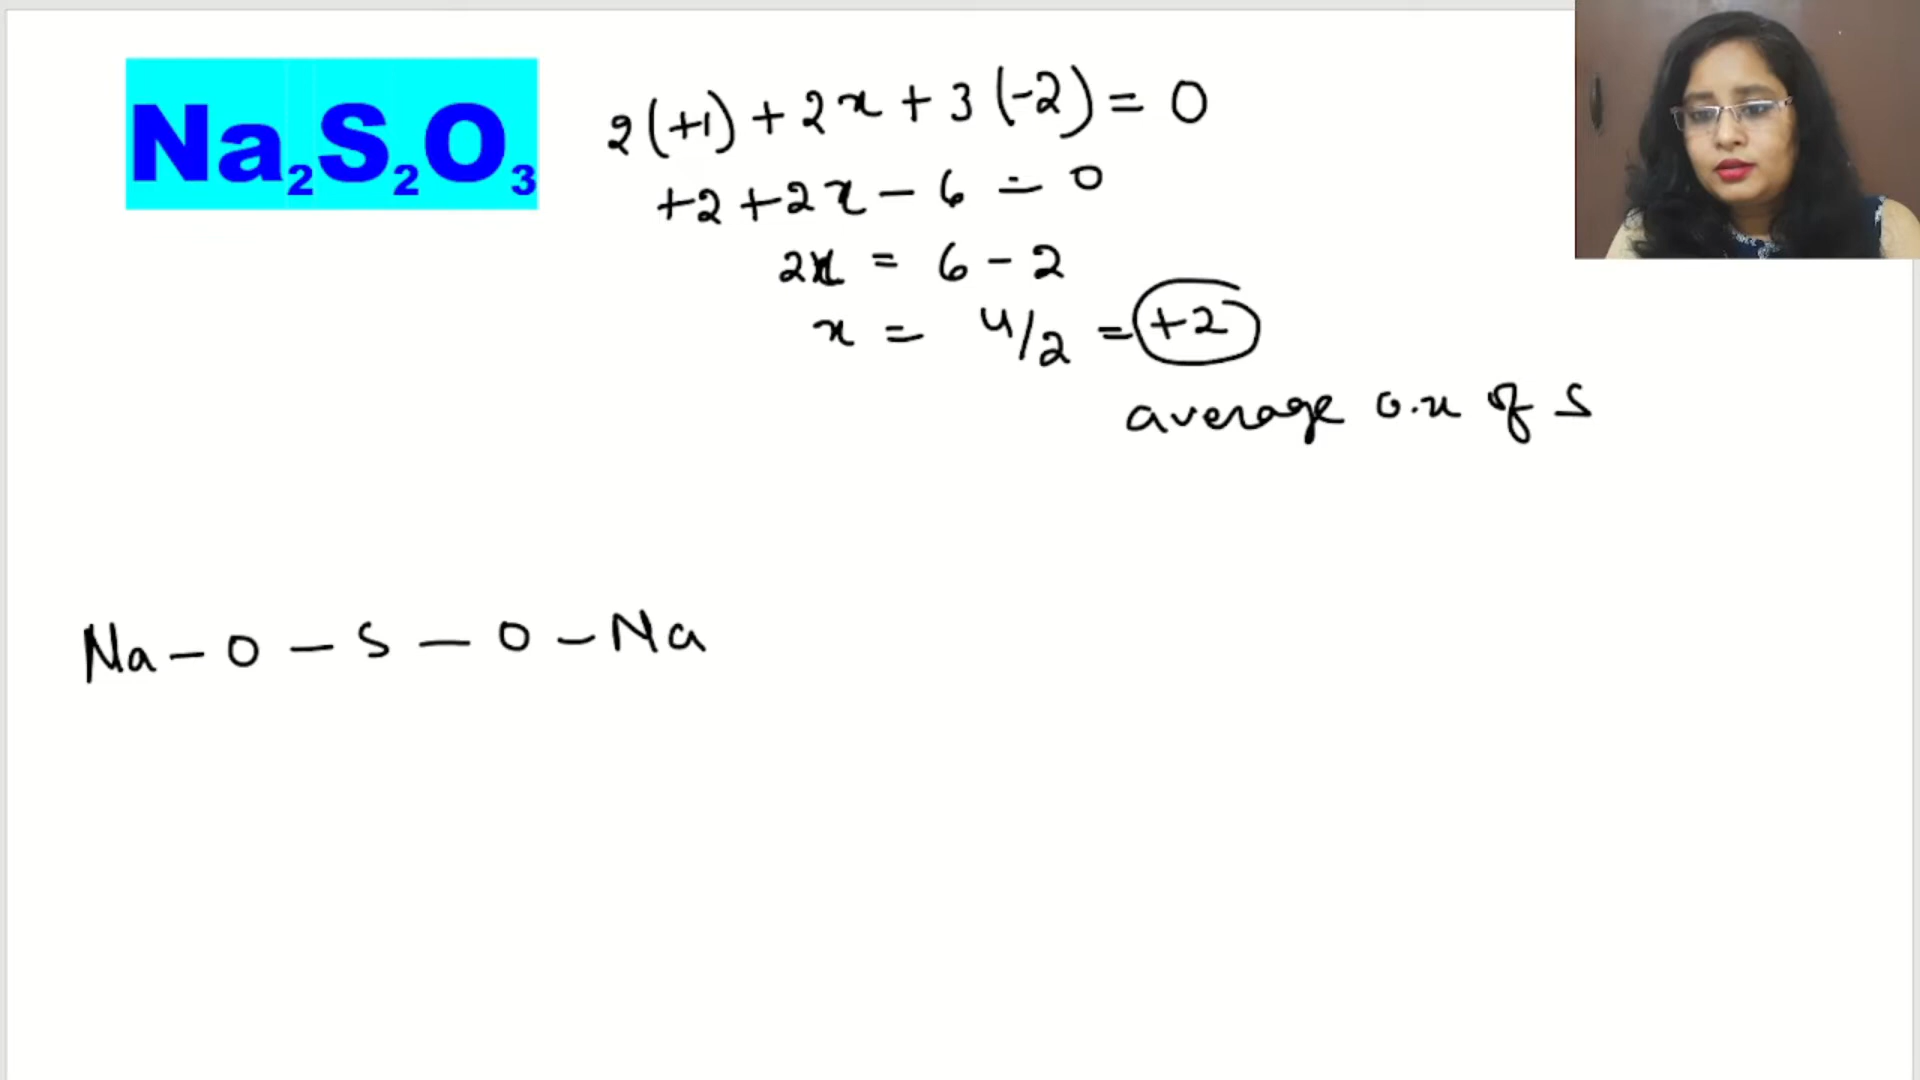 Na₂S₂O₃
2(+1) + 2x + 3(-2) = 0
+2 +2x - 6 = 0
2x = 6 - 2
x = 4/2 = +2
average o.n of S
Na - O - S - O - Na